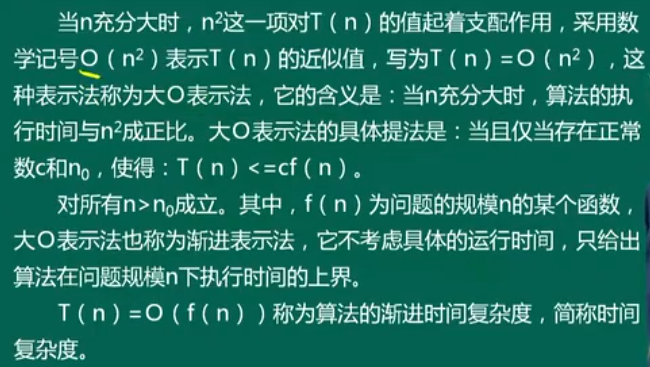 当n充分大时，n²这一项对T（n）的值起着支配作用，采用数
学记号O（n²）表示T（n）的近似值，写为T（n）=O（n²），这
种表示法称为大O表示法，它的含义是：当n充分大时，算法的执
行时间与n²成正比。大O表示法的具体提法是：当且仅当存在正常
数c和n₀，使得：T（n）<=cf（n）。
对所有n>n₀成立。其中，f（n）为问题的规模n的某个函数，
大O表示法也称为渐进表示法，它不考虑具体的运行时间，只给出
算法在问题规模n下执行时间的上界。
T（n）=O（f（n））称为算法的渐进时间复杂度，简称时间
复杂度。